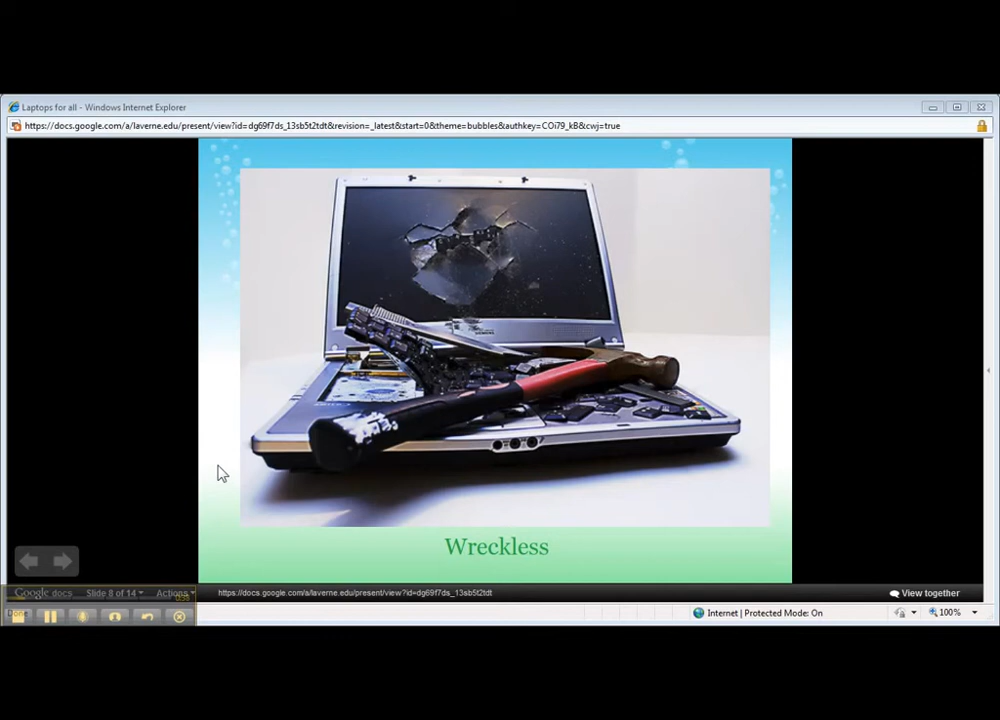 Laptops for all - Windows Internet Explorer
https://docs.google.com/a/laverne.edu/present/view?id=dg69f7ds_13sb5t2tdt&revision=_latest&start=0&theme=bubbles&authkey=COi79_kB&cwj=true
Wreckless
Google docs Slide 8 of 14 Actions https://docs.google.com/present/view?id=dg69f7ds_13sb5t2tdt View together
Internet | Protected Mode: On 100%